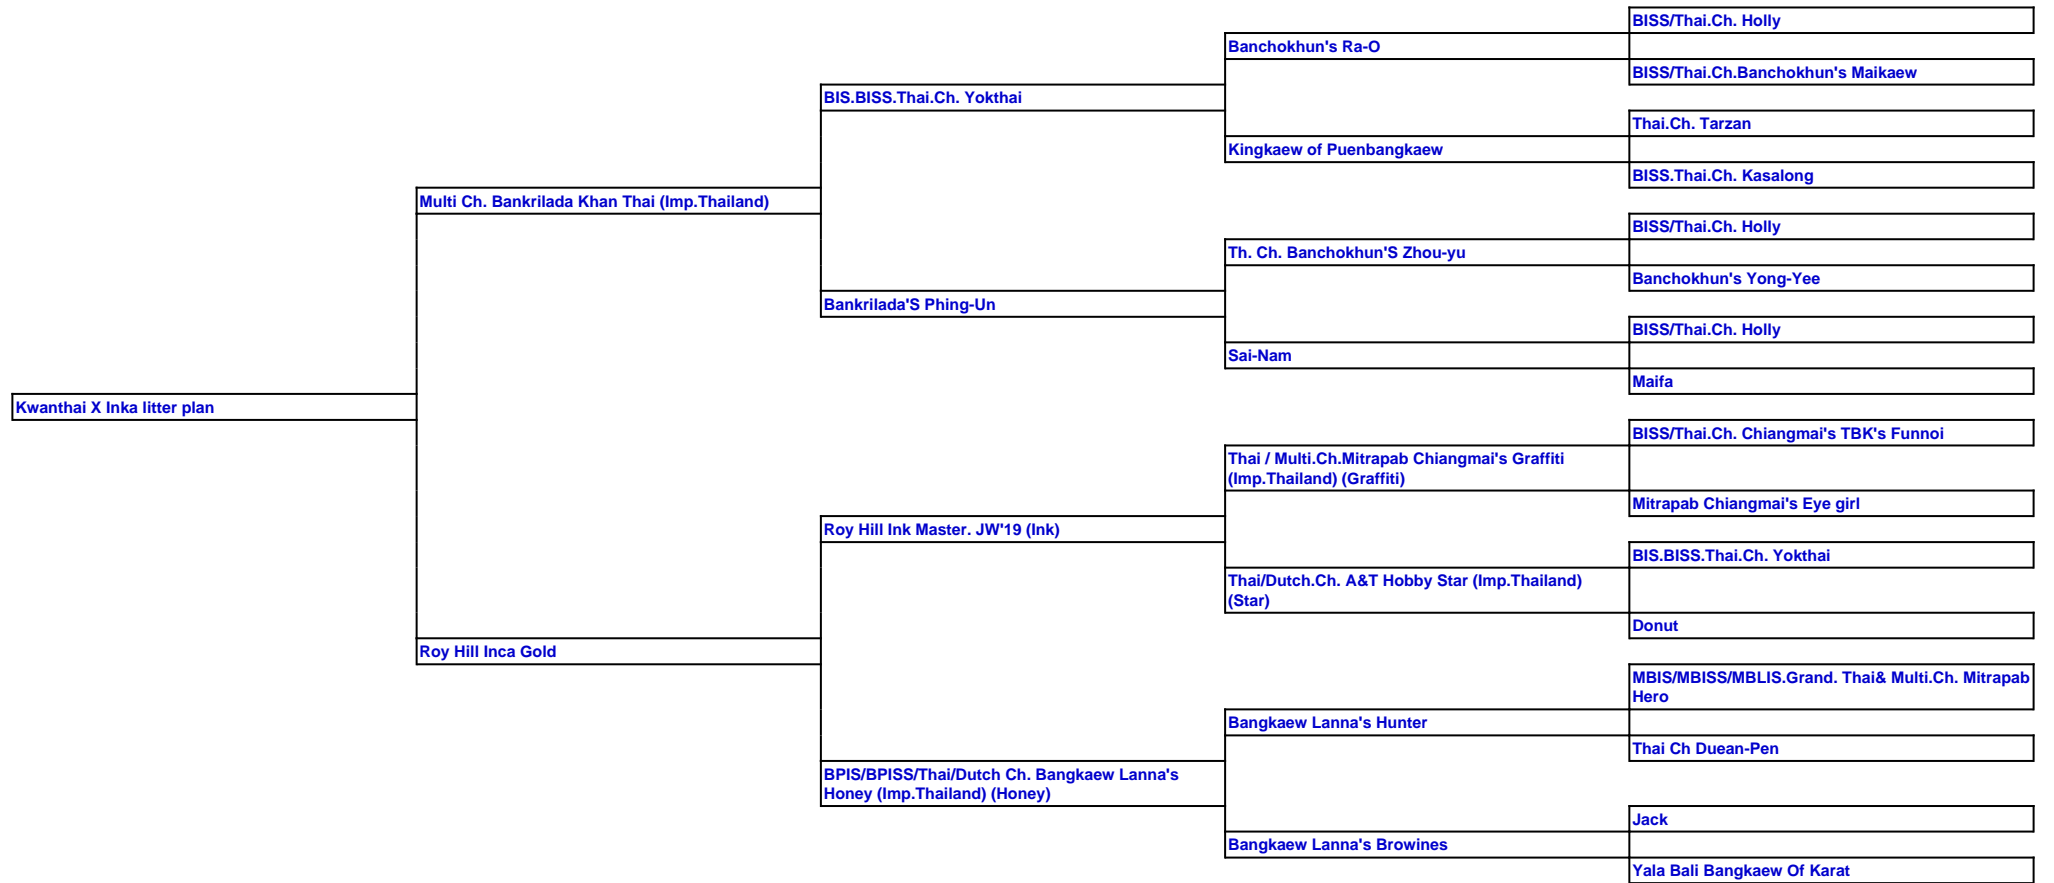 BISS/Thai.Ch. Holly
Banchokhun's Ra-O
BISS/Thai.Ch.Banchokhun's Maikaew
BIS.BISS.Thai.Ch. Yokthai
Thai.Ch. Tarzan
Kingkaew of Puenbangkaew
BISS.Thai.Ch. Kasalong
Multi Ch. Bankrilada Khan Thai (Imp.Thailand)
BISS/Thai.Ch. Holly
Th. Ch. Banchokhun'S Zhou-yu
Banchokhun's Yong-Yee
Bankrilada'S Phing-Un
BISS/Thai.Ch. Holly
Sai-Nam
Maifa
Kwanthai X Inka litter plan
BISS/Thai.Ch. Chiangmai's TBK's Funnoi
Thai / Multi.Ch.Mitrapab Chiangmai's Graffiti
(Imp.Thailand) (Graffiti)
Mitrapab Chiangmai's Eye girl
Roy Hill Ink Master. JW'19 (Ink)
BIS.BISS.Thai.Ch. Yokthai
Thai/Dutch.Ch. A&T Hobby Star (Imp.Thailand)
(Star)
Donut
Roy Hill Inca Gold
MBIS/MBISS/MBLIS.Grand. Thai& Multi.Ch. Mitrapab
Hero
Bangkaew Lanna's Hunter
Thai Ch Duean-Pen
BPIS/BPISS/Thai/Dutch Ch. Bangkaew Lanna's
Honey (Imp.Thailand) (Honey)
Jack
Bangkaew Lanna's Browines
Yala Bali Bangkaew Of Karat